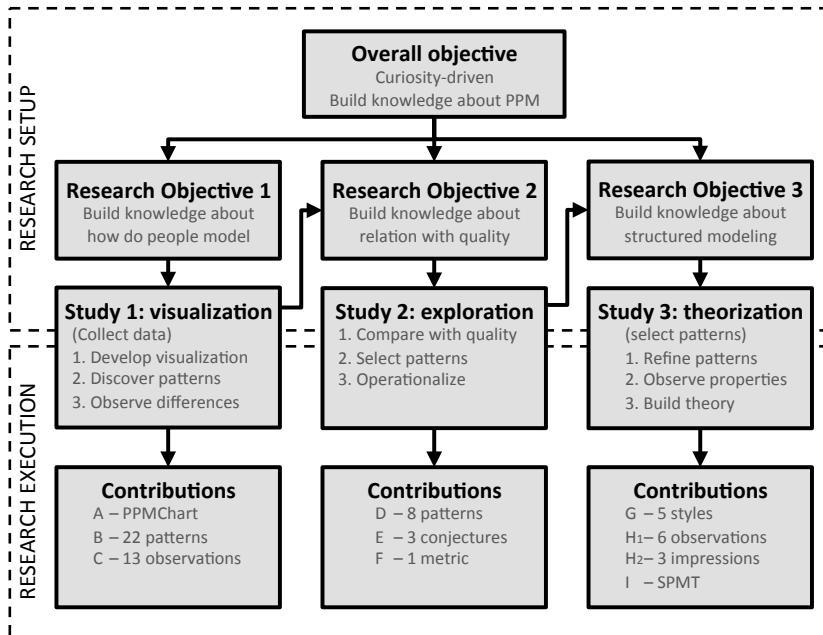 RESEARCH SETUP
Overall objective
Curiosity-driven
Build knowledge about PPM
Research Objective 1
Build knowledge about
how do people model
Research Objective 2
Build knowledge about
relation with quality
Research Objective 3
Build knowledge about
structured modeling
Study 1: visualization
(Collect data)
1. Develop visualization
2. Discover patterns
3. Observe differences
Study 2: exploration
1. Compare with quality
2. Select patterns
3. Operationalize
Study 3: theorization
(select patterns)
1. Refine patterns
2. Observe properties
3. Build theory
RESEARCH EXECUTION
Contributions
A – PPMChart
B – 22 patterns
C – 13 observations
Contributions
D – 8 patterns
E – 3 conjectures
F – 1 metric
Contributions
G – 5 styles
H1 – 6 observations
H2 – 3 impressions
I – SPMT